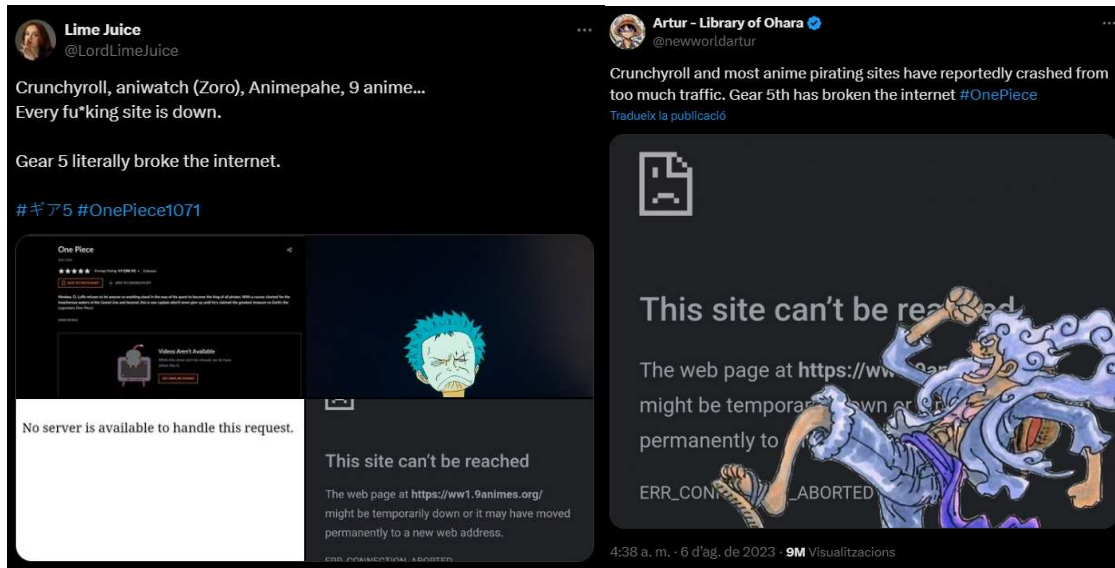 Lime Juice
@LordLimeJuice
Crunchyroll, aniwatch (Zoro), Animepahe, 9 anime...
Every fu*king site is down.
Gear 5 literally broke the internet.
#ギア5 #OnePiece1071
One Piece
Videos Aren't Available
No server is available to handle this request.
This site can't be reached
The web page at https://ww1.9animes.org/
might be temporarily down or it may have moved
permanently to a new web address.
ERR_CONNECTION_ABORTED
Artur - Library of Ohara
@newworldartur
Crunchyroll and most anime pirating sites have reportedly crashed from
too much traffic. Gear 5th has broken the internet #OnePiece
Tradueix la publicació
This site can't be reached
The web page at https://ww
might be tempora own or
permanently to
ERR_CON _ABORTED
4:38 a. m. · 6 d'ag. de 2023 · 9M Visualitzacions